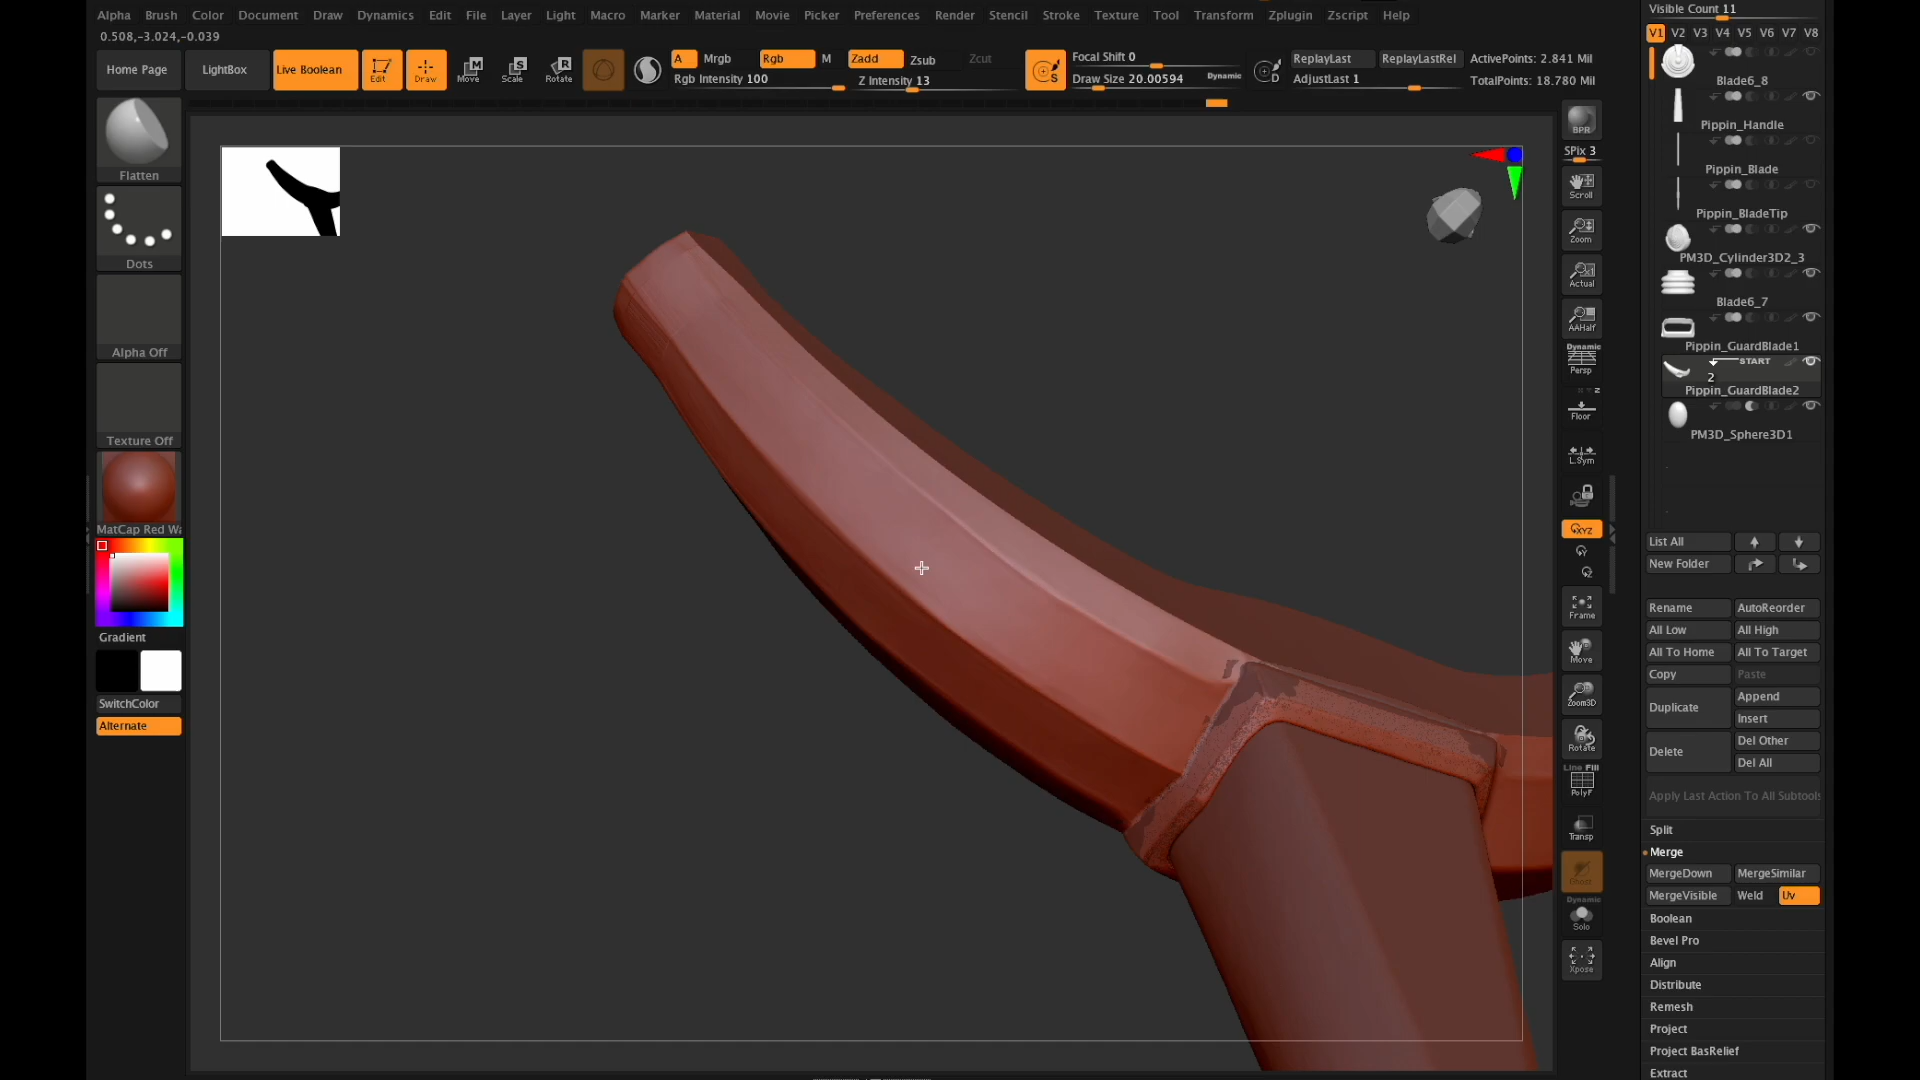 Alpha Brush Color Document Draw Dynamics Edit File Layer Light Macro Marker Material Movie Picker Preferences Render Stencil Stroke Texture Tool Transform Zplugin Zscript Help
0.508,-3.024,-0.039
Home Page LightBox Live Boolean Edit Draw Move Scale Rotate
A Mrgb Rgb M Zadd Zsub Zcut
Rgb Intensity 100 Z Intensity 13
Focal Shift 0
Draw Size 20.00594 Dynamic
ReplayLast ReplayLastRel
AdjustLast 1
ActivePoints: 2.841 Mil
TotalPoints: 18.780 Mil
Flatten
Dots
Alpha Off
Texture Off
MatCap Red Wa
Gradient
SwitchColor
Alternate
BPR
SPix 3
Scroll
Zoom
Actual
AAHalf
Dynamic
Persp
Floor
L.Sym
XYZ
Frame
Move
Zoom3D
Rotate
Line Fill
PolyF
Transp
Ghost
Dynamic
Solo
Xpose
Visible Count 11
V1 V2 V3 V4 V5 V6 V7 V8
Blade6_8
Pippin_Handle
Pippin_Blade
Pippin_BladeTip
PM3D_Cylinder3D2_3
Blade6_7
Pippin_GuardBlade1
START
2
Pippin_GuardBlade2
PM3D_Sphere3D1
List All
New Folder
Rename AutoReorder
All Low All High
All To Home All To Target
Copy Paste
Duplicate Append
Insert
Delete Del Other
Del All
Apply Last Action To All Subtools
Split
Merge
MergeDown MergeSimilar
MergeVisible Weld Uv
Boolean
Bevel Pro
Align
Distribute
Remesh
Project
Project BasRelief
Extract